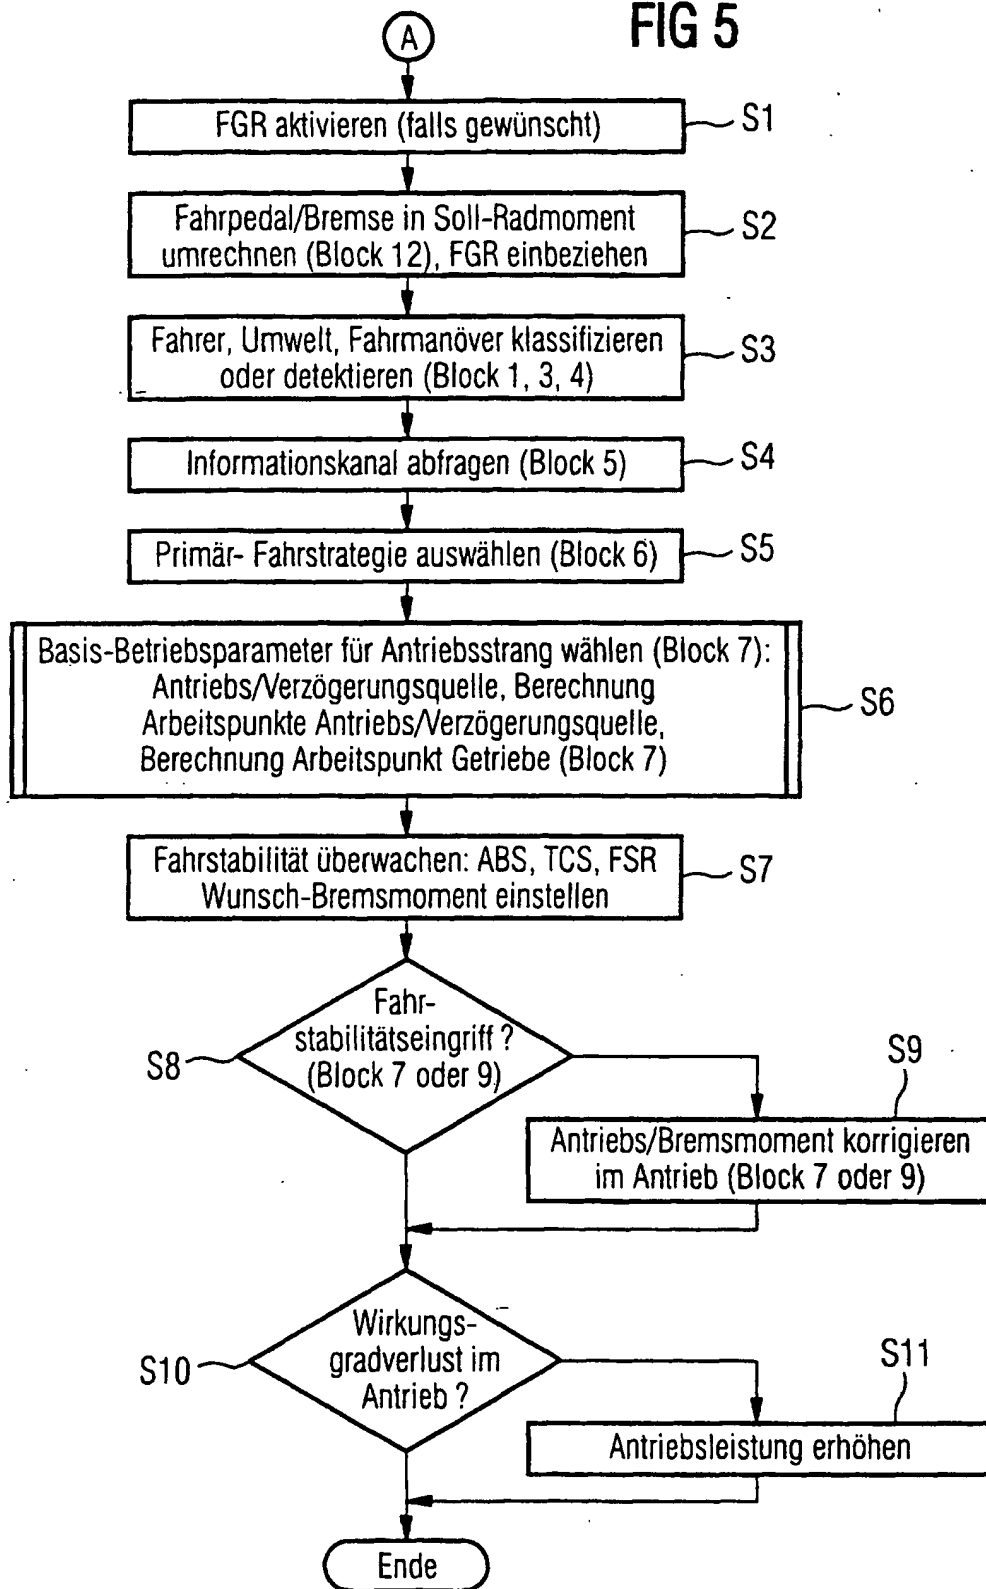 FIG 5
A
FGR aktivieren (falls gewünscht)
S1
Fahrpedal/Bremse in Soll-Radmoment
umrechnen (Block 12), FGR einbeziehen
S2
Fahrer, Umwelt, Fahrmanöver klassifizieren
oder detektieren (Block 1, 3, 4)
S3
Informationskanal abfragen (Block 5)
S4
Primär- Fahrstrategie auswählen (Block 6)
S5
Basis-Betriebsparameter für Antriebsstrang wählen (Block 7):
Antriebs/Verzögerungsquelle, Berechnung
Arbeitspunkte Antriebs/Verzögerungsquelle,
Berechnung Arbeitspunkt Getriebe (Block 7)
S6
Fahrstabilität überwachen: ABS, TCS, FSR
Wunsch-Bremsmoment einstellen
S7
Fahr-
stabilitätseingriff ?
(Block 7 oder 9)
S8
S9
Antriebs/Bremsmoment korrigieren
im Antrieb (Block 7 oder 9)
Wirkungs-
gradverlust im
Antrieb ?
S10
S11
Antriebsleistung erhöhen
Ende